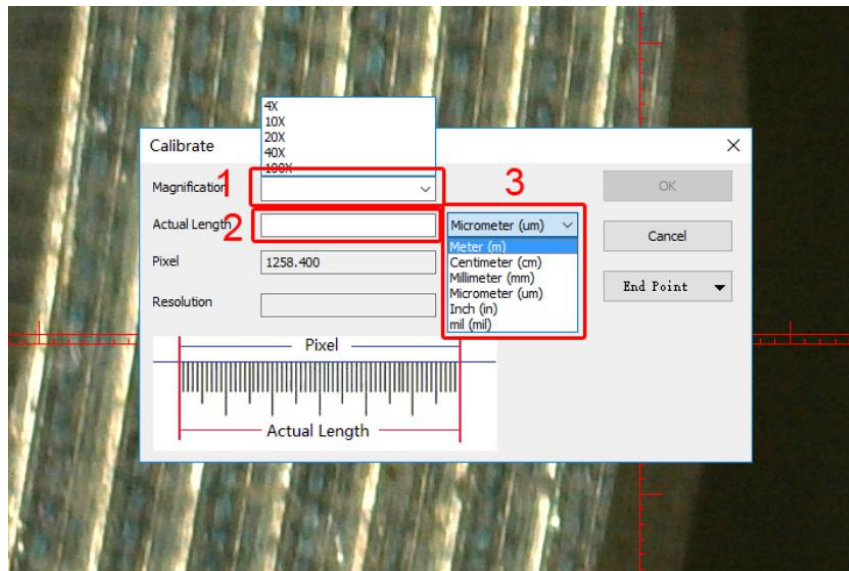 4X
10X
20X
40X
100X
Calibrate
1
Magnification
3
OK
2
Actual Length
Micrometer (um)
Cancel
Meter (m)
Centimeter (cm)
Millimeter (mm)
Micrometer (um)
Inch (in)
mil (mil)
Pixel
1258.400
End Point
Resolution
Pixel
Actual Length